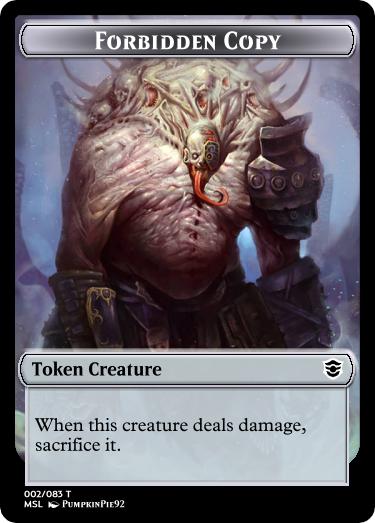 Forbidden Copy
Token Creature
When this creature deals damage,
sacrifice it.
002/083 T
MSL PumpkinPie92